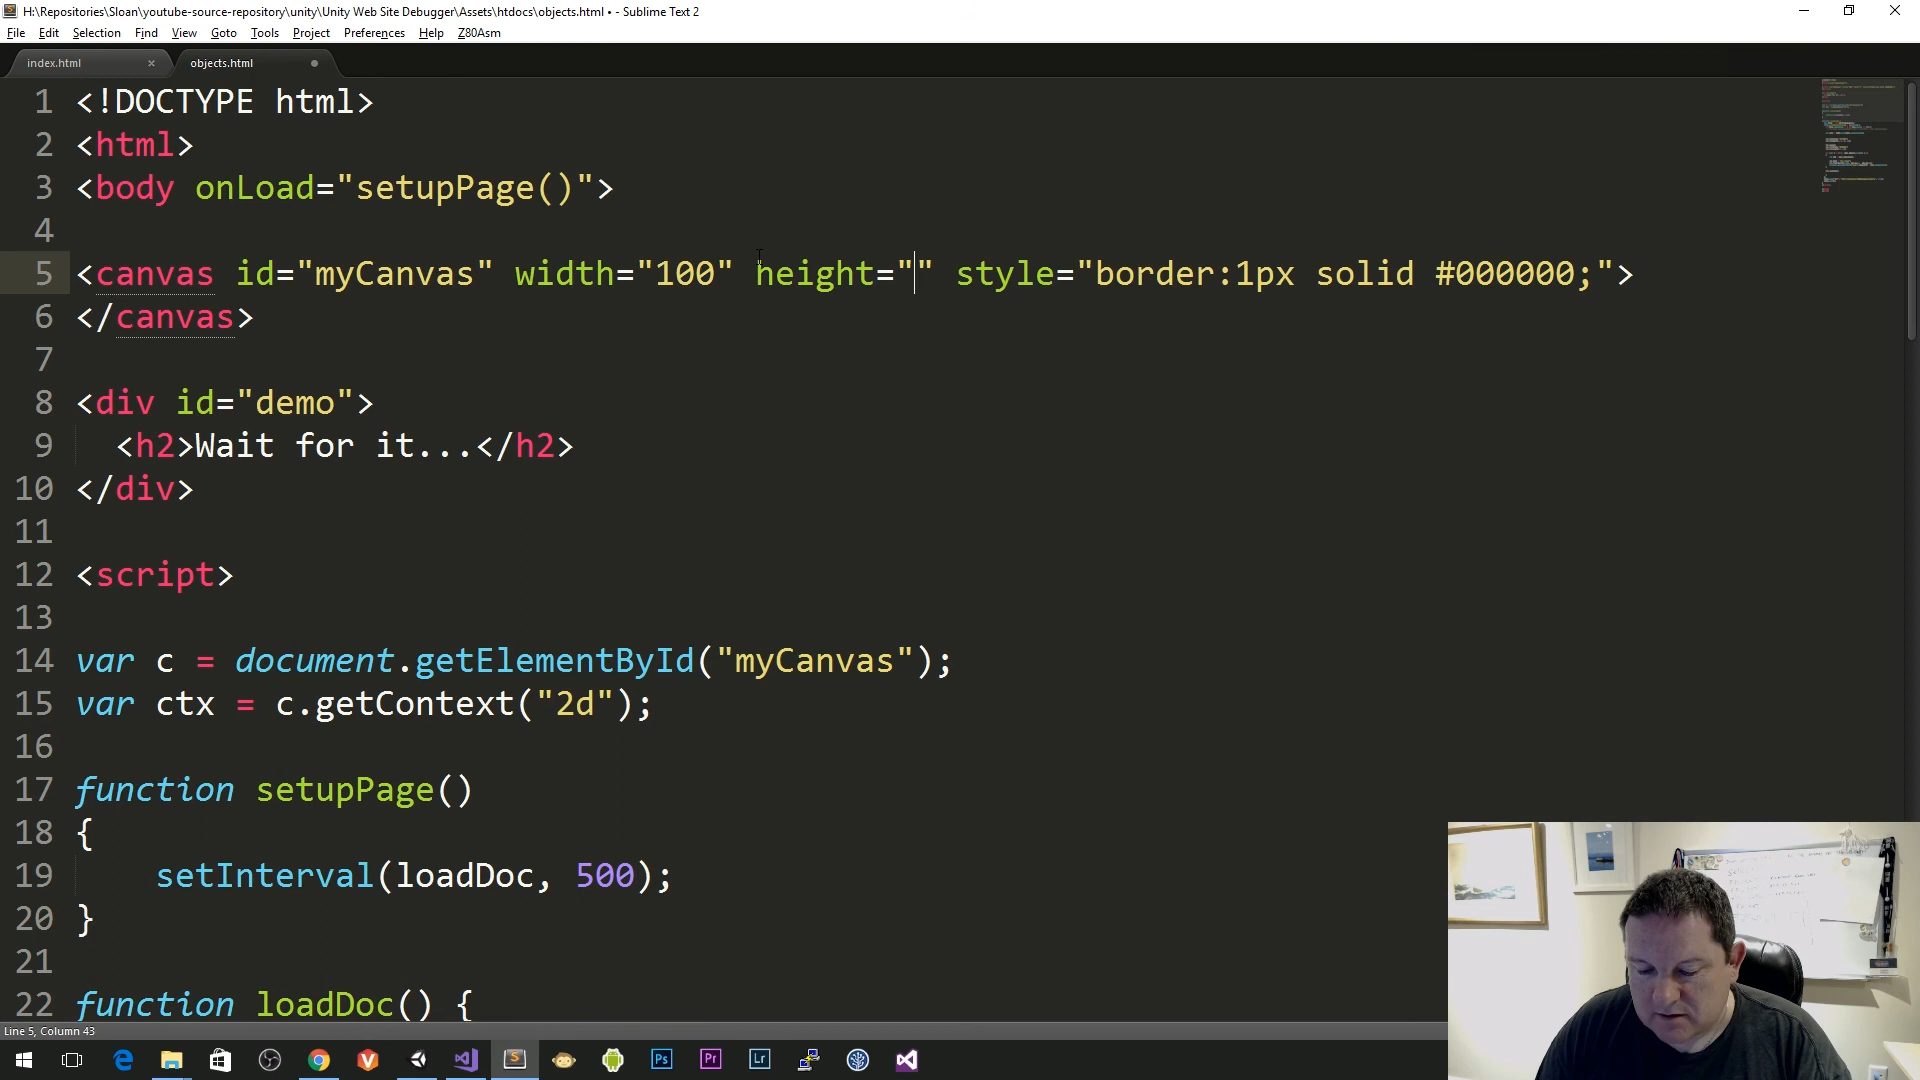 H:\Repositories\Sloan\youtube-source-repository\unity\Unity Web Site Debugger\Assets\htdocs\objects.html • - Sublime Text 2
File Edit Selection Find View Goto Tools Project Preferences Help Z80Asm
index.html × objects.html
1 <!DOCTYPE html>
2 <html>
3 <body onLoad="setupPage()">
4
5 <canvas id="myCanvas" width="100" height="" style="border:1px solid #000000;">
6 </canvas>
7
8 <div id="demo">
9 <h2>Wait for it...</h2>
10 </div>
11
12 <script>
13
14 var c = document.getElementById("myCanvas");
15 var ctx = c.getContext("2d");
16
17 function setupPage()
18 {
19 setInterval(loadDoc, 500);
20 }
21
22 function loadDoc() {
Line 5, Column 43
Ps Pr Lr